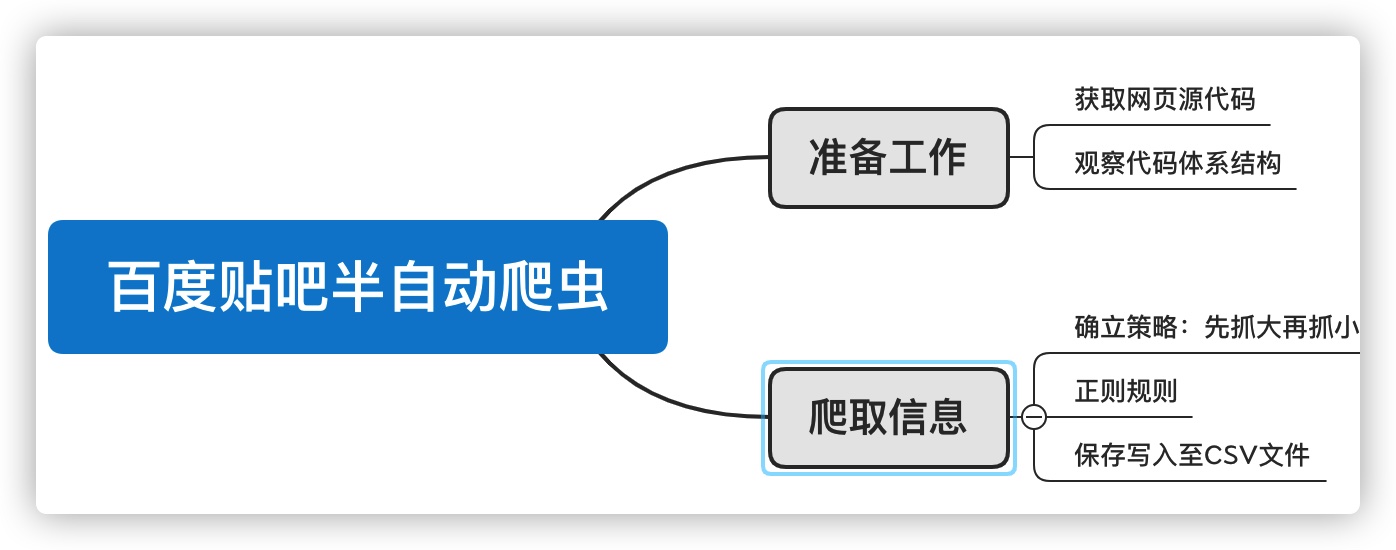 获取网页源代码
准备工作
观察代码体系结构
百度贴吧半自动爬虫
确立策略：先抓大再抓小
正则规则
爬取信息
保存写入至CSV文件